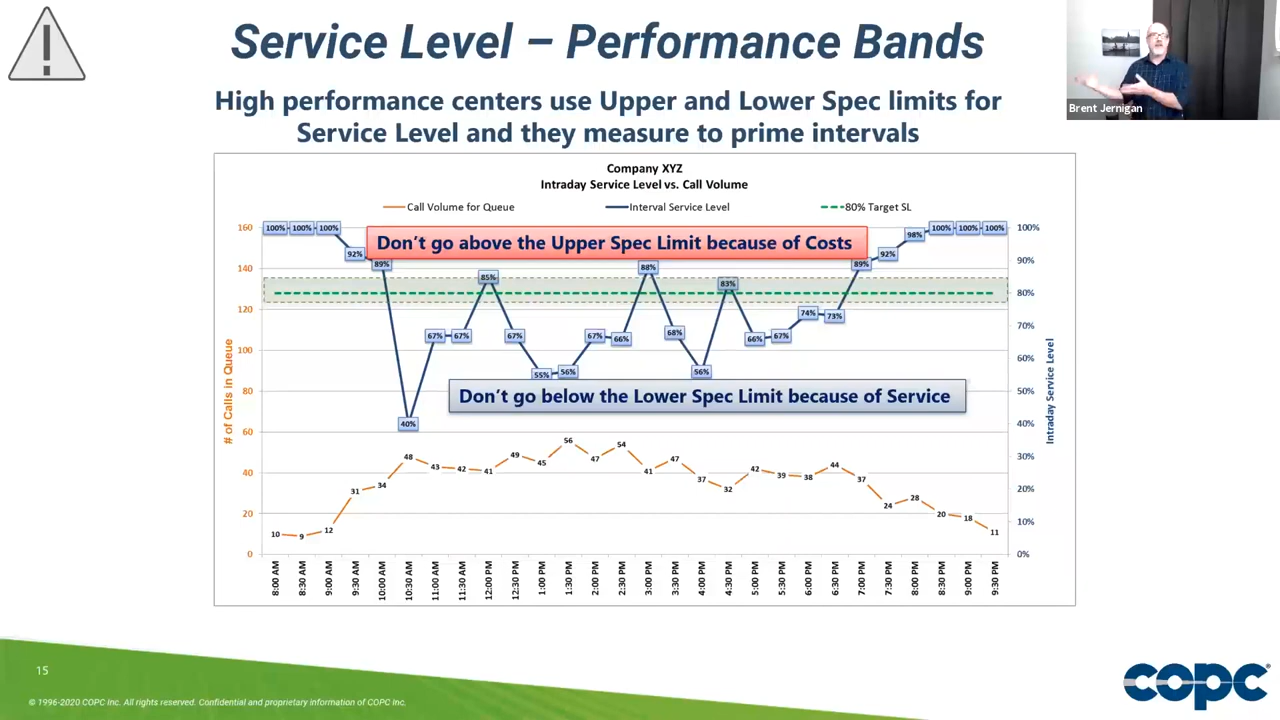 Service Level – Performance Bands
Brent Jernigan
High performance centers use Upper and Lower Spec limits for
Service Level and they measure to prime intervals
Company XYZ
Intraday Service Level vs. Call Volume
Call Volume for Queue Interval Service Level 80% Target SL
Don't go above the Upper Spec Limit because of Costs
Don't go below the Lower Spec Limit because of Service
# of Calls in Queue
160
140
120
100
80
60
40
20
0
100% 100% 100% 92% 89% 40% 67% 67% 85% 67% 55% 56% 67% 66% 88% 68% 56% 83% 66% 67% 74% 73% 89% 92% 98% 100% 100% 100%
10 9 12 31 34 48 43 42 41 49 45 56 47 54 41 47 37 32 42 39 38 44 37 24 28 20 18 11
100%
90%
80%
70%
60%
50%
40%
30%
20%
10%
0%
Intraday Service Level
8:00 AM
8:30 AM
9:00 AM
9:30 AM
10:00 AM
10:30 AM
11:00 AM
11:30 AM
12:00 PM
12:30 PM
1:00 PM
1:30 PM
2:00 PM
2:30 PM
3:00 PM
3:30 PM
4:00 PM
4:30 PM
5:00 PM
5:30 PM
6:00 PM
6:30 PM
7:00 PM
7:30 PM
8:00 PM
8:30 PM
9:00 PM
9:30 PM
15
© 1996-2020 COPC Inc. All rights reserved. Confidential and proprietary information of COPC Inc.
copc®